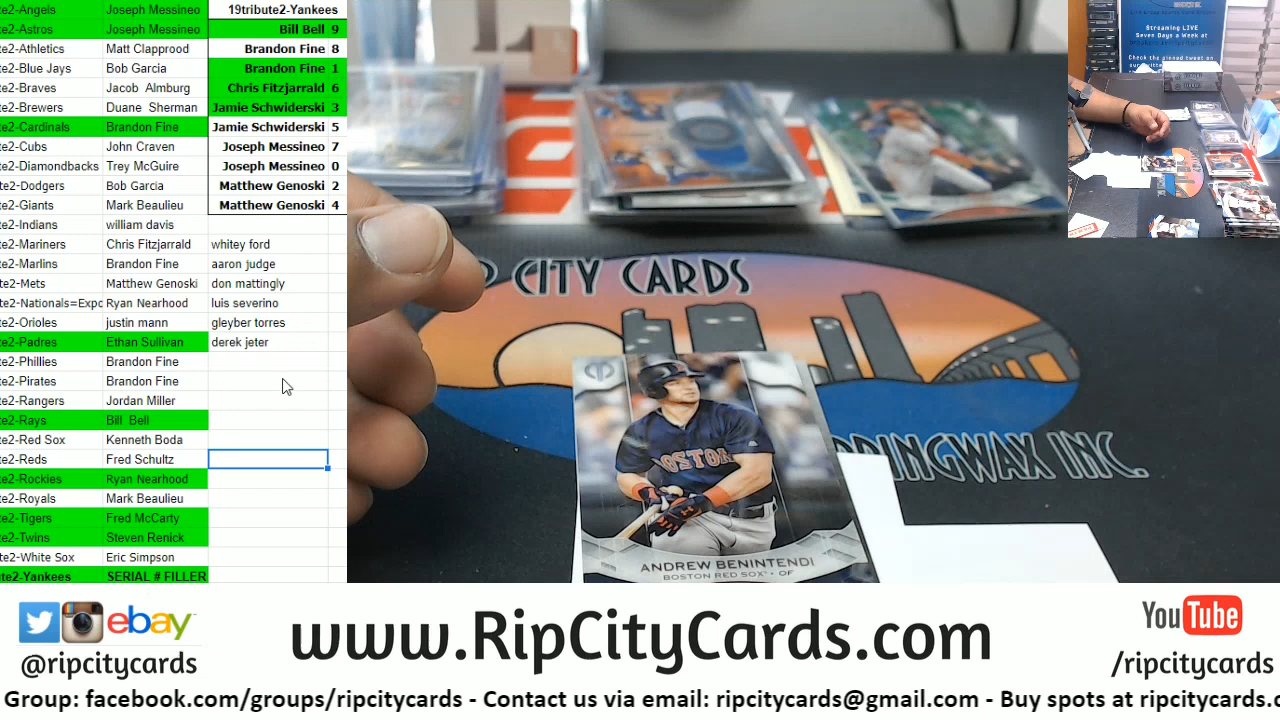 te2-Angels Joseph Messineo
te2-Astros Joseph Messineo
te2-Athletics Matt Clapprood
te2-Blue Jays Bob Garcia
te2-Braves Jacob Almburg
te2-Brewers Duane Sherman
te2-Cardinals Brandon Fine
te2-Cubs John Craven
te2-Diamondbacks Trey McGuire
te2-Dodgers Bob Garcia
te2-Giants Mark Beaulieu
te2-Indians william davis
te2-Mariners Chris Fitzjarrald
te2-Marlins Brandon Fine
te2-Mets Matthew Genoski
te2-Nationals=Expo Ryan Nearhood
te2-Orioles justin mann
te2-Padres Ethan Sullivan
te2-Phillies Brandon Fine
te2-Pirates Brandon Fine
te2-Rangers Jordan Miller
te2-Rays Bill Bell
te2-Red Sox Kenneth Boda
te2-Reds Fred Schultz
te2-Rockies Ryan Nearhood
te2-Royals Mark Beaulieu
te2-Tigers Fred McCarty
te2-Twins Steven Renick
te2-White Sox Eric Simpson
te2-Yankees SERIAL # FILLER
19tribute2-Yankees
Bill Bell 9
Brandon Fine 8
Brandon Fine 1
Chris Fitzjarrald 6
Jamie Schwiderski 3
Jamie Schwiderski 5
Joseph Messineo 7
Joseph Messineo 0
Matthew Genoski 2
Matthew Genoski 4
whitey ford
aaron judge
don mattingly
luis severino
gleyber torres
derek jeter
P CITY CARDS
RIPPINGWAX INC.
BOSTON
ANDREW BENINTENDI
BOSTON RED SOX • OF
Streaming LIVE
Seven Days a Week at
Check the pinned tweet on
ebay
@ripcitycards
www.RipCityCards.com
YouTube
/ripcitycards
Group: facebook.com/groups/ripcitycards - Contact us via email: ripcitycards@gmail.com - Buy spots at ripcitycards.c